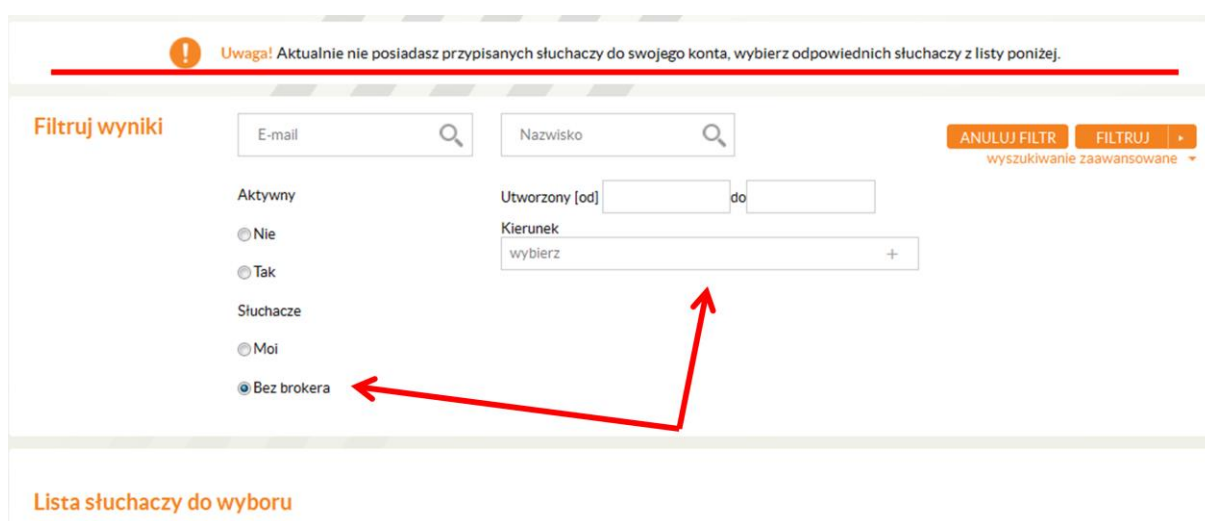 Uwaga! Aktualnie nie posiadasz przypisanych słuchaczy do swojego konta, wybierz odpowiednich słuchaczy z listy poniżej.
Filtruj wyniki
E-mail
Nazwisko
ANULUJ FILTR
FILTRUJ
wyszukiwanie zaawansowane
Aktywny
Utworzony [od]
do
Nie
Kierunek
wybierz
Tak
Słuchacze
Moi
Bez brokera
Lista słuchaczy do wyboru